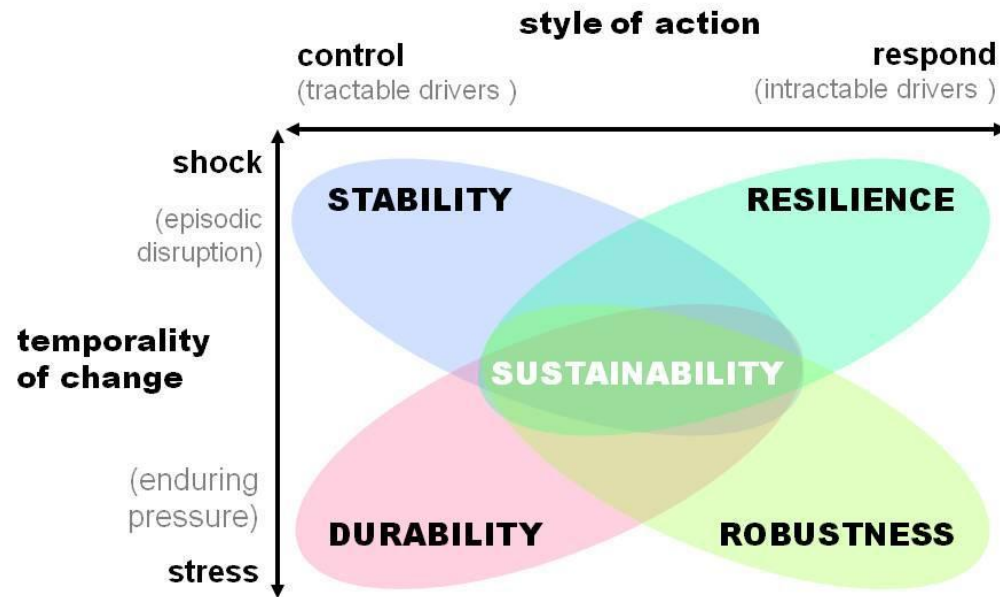 style of action
control
respond
(tractable drivers )
(intractable drivers )
shock
STABILITY
RESILIENCE
(episodic
disruption)
temporality
of change
SUSTAINABILITY
(enduring
pressure)
DURABILITY
ROBUSTNESS
stress